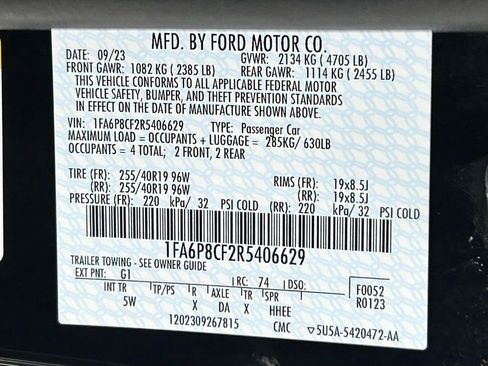 MFD. BY FORD MOTOR CO.
DATE: 09/23 GVWR: 2134 KG ( 4705 LB)
FRONT GAWR: 1082 KG ( 2385 LB) REAR GAWR: 1114 KG ( 2455 LB)
THIS VEHICLE CONFORMS TO ALL APPLICABLE FEDERAL MOTOR
VEHICLE SAFETY, BUMPER, AND THEFT PREVENTION STANDARDS
IN EFFECT ON THE DATE OF MANUFACTURE SHOWN ABOVE.
VIN: 1FA6P8CF2R5406629 TYPE: Passenger Car
MAXIMUM LOAD = OCCUPANTS + LUGGAGE = 285KG/ 630LB
OCCUPANTS = 4 TOTAL; 2 FRONT, 2 REAR
TIRE (FR): 255/40R19 96W RIMS (FR): 19x8.5J
(RR): 255/40R19 96W (RR): 19x8.5J
PRESSURE (FR): 220 kPa/ 32 PSI COLD (RR): 220 kPa/ 32 PSI COLD
1FA6P8CF2R5406629
TRAILER TOWING - SEE OWNER GUIDE
EXT PNT: G1 RC: 74 DSO: F0052
INT TR TP/PS R AXLE TR SPR R0123
5W X DA X HHEE
1202309267815 CMC ▽5U5A-5420472-AA